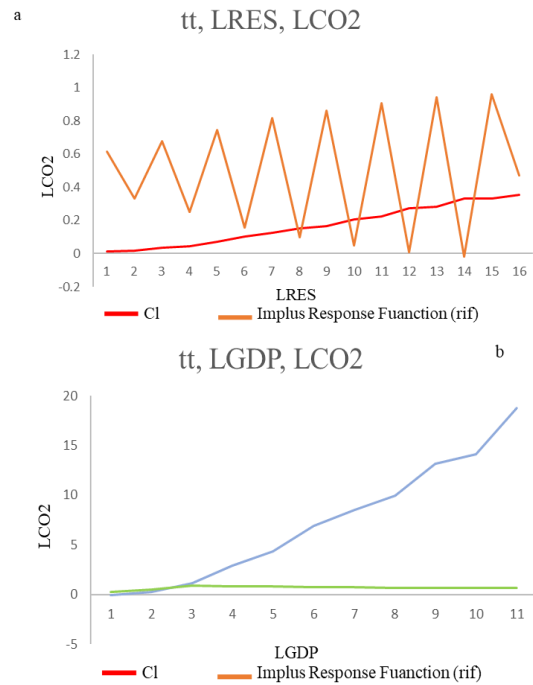 a
tt, LRES, LCO2
1.2
1
0.8
0.6
0.4
0.2
0
0.2
LCO2
1 2 3 4 5 6 7 8 9 10 11 12 13 14 15 16
LRES
Cl Implus Response Fuanction (rif)
b
tt, LGDP, LCO2
20
15
10
5
0
-5
LCO2
1 2 3 4 5 6 7 8 9 10 11
LGDP
Cl Implus Response Fuanction (rif)